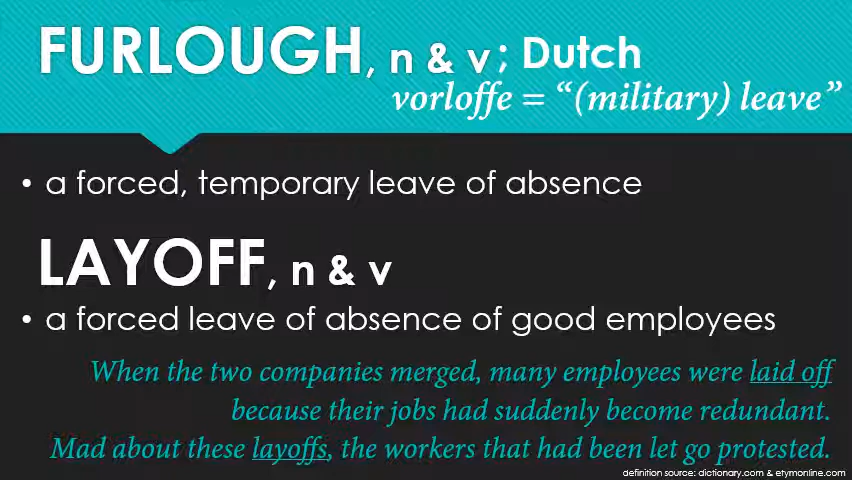 FURLOUGH, n & v; Dutch
vorloffe = “(military) leave”
• a forced, temporary leave of absence
LAYOFF, n & v
• a forced leave of absence of good employees
When the two companies merged, many employees were laid off
because their jobs had suddenly become redundant.
Mad about these layoffs, the workers that had been let go protested.
definition source: dictionary.com & etymonline.com